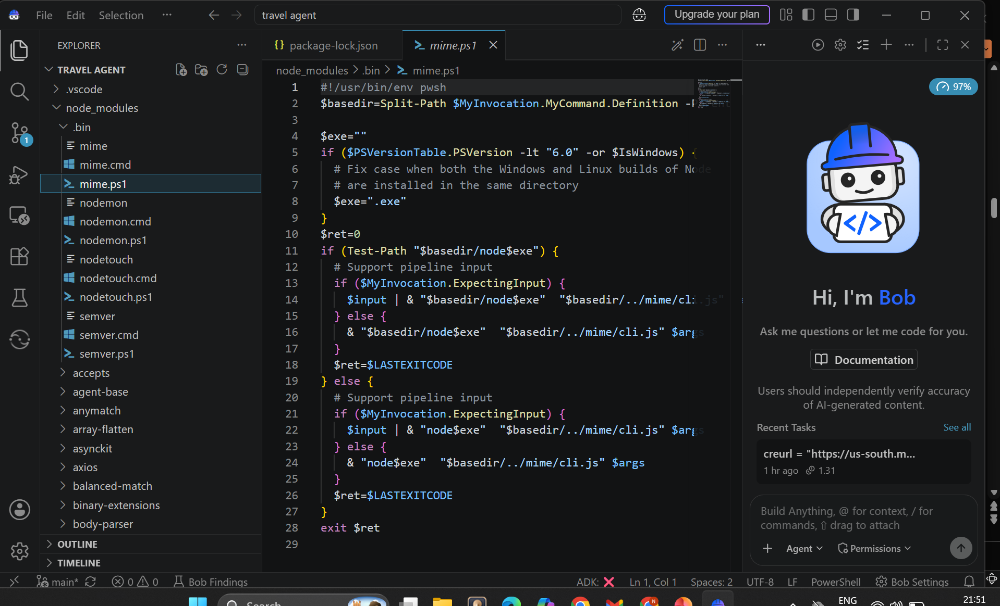 File Edit Selection ··· travel agent Upgrade your plan
EXPLORER
TRAVEL AGENT
.vscode
node_modules
.bin
mime
mime.cmd
mime.ps1
nodemon
nodemon.cmd
nodemon.ps1
nodetouch
nodetouch.cmd
nodetouch.ps1
semver
semver.cmd
semver.ps1
accepts
agent-base
anymatch
array-flatten
asynckit
axios
balanced-match
binary-extensions
body-parser
OUTLINE
TIMELINE
1
{} package-lock.json
mime.ps1
node_modules > .bin > mime.ps1
1 #!/usr/bin/env pwsh
2 $basedir=Split-Path $MyInvocation.MyCommand.Definition -Parent
3
4 $exe=""
5 if ($PSVersionTable.PSVersion -lt "6.0" -or $IsWindows) {
6 # Fix case when both the Windows and Linux builds of Node
7 # are installed in the same directory
8 $exe=".exe"
9 }
10 $ret=0
11 if (Test-Path "$basedir/node$exe") {
12 # Support pipeline input
13 if ($MyInvocation.ExpectingInput) {
14 $input | & "$basedir/node$exe" "$basedir/../mime/cli.js"
15 } else {
16 & "$basedir/node$exe" "$basedir/../mime/cli.js" $args
17 }
18 $ret=$LASTEXITCODE
19 } else {
20 # Support pipeline input
21 if ($MyInvocation.ExpectingInput) {
22 $input | & "node$exe" "$basedir/../mime/cli.js" $args
23 } else {
24 & "node$exe" "$basedir/../mime/cli.js" $args
25 }
26 $ret=$LASTEXITCODE
27 }
28 exit $ret
29
97%
</>
Hi, I'm Bob
Ask me questions or let me code for you.
Documentation
Users should independently verify accuracy
of AI-generated content.
Recent Tasks See all
creurl = "https://us-south.m...
1 hr ago 1.31
Build Anything, @ for context, / for
commands, ⇧ drag to attach
Agent Permissions
main* 0 0 Bob Findings ADK: ❌ Ln 1, Col 1 Spaces: 2 UTF-8 LF PowerShell Bob Settings
Search N ENG 21:51